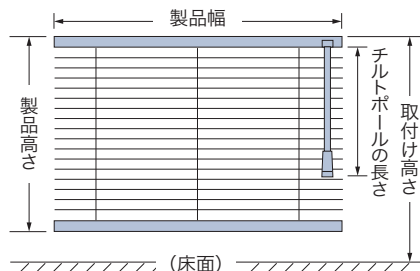 製品幅
製品高さ
チルトポールの長さ
取付け高さ
（床面）